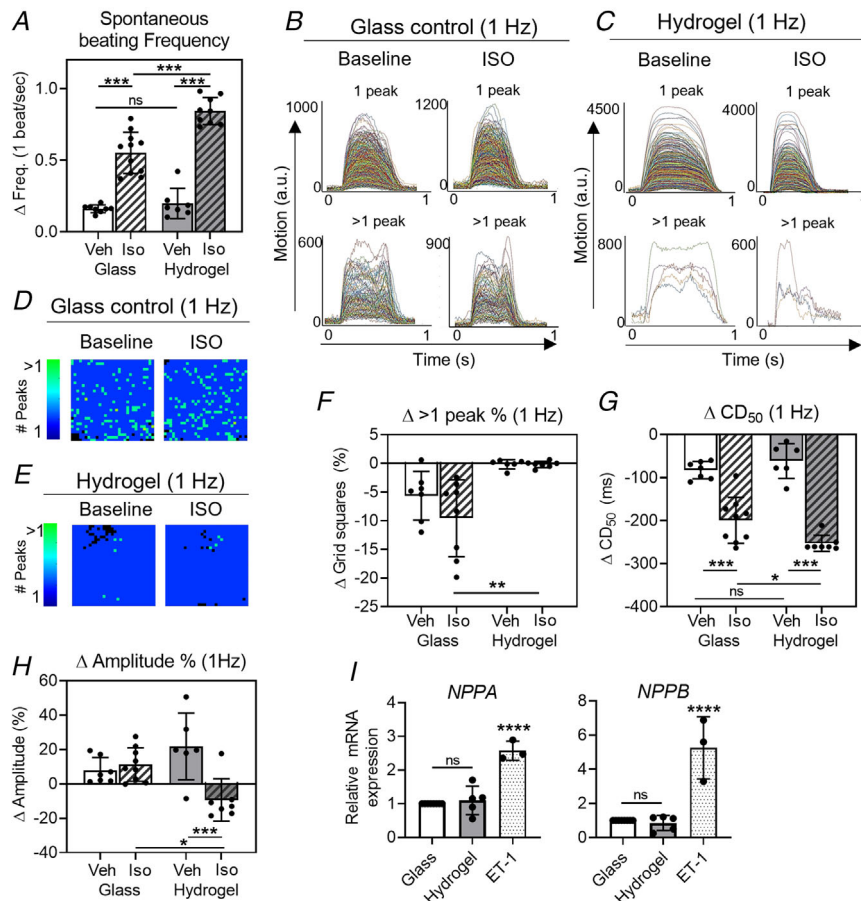 A
Spontaneous
beating Frequency
***
*** ***
ns
Δ Freq. (1 beat/sec)
1.0
0.5
0.0
Veh Iso Veh Iso
Glass Hydrogel
B
Glass control (1 Hz)
Baseline ISO
1 peak 1 peak
Motion (a.u.)
1000
0
1200
0
0 1 0 1
>1 peak >1 peak
600
0
900
0
0 1 0 1
Time (s)
C
Hydrogel (1 Hz)
Baseline ISO
1 peak 1 peak
Motion (a.u.)
4500
0
4000
0
0 1 0 1
>1 peak >1 peak
800
0
600
0
0 1 0 1
Time (s)
D
Glass control (1 Hz)
Baseline ISO
# Peaks
>1
1
E
Hydrogel (1 Hz)
Baseline ISO
# Peaks
>1
1
F
Δ >1 peak % (1 Hz)
Δ Grid squares (%)
5
0
-5
-10
-15
-20
-25
**
Veh Iso Veh Iso
Glass Hydrogel
G
Δ CD50 (1 Hz)
Δ CD50 (ms)
0
-100
-200
-300
-400
*** ***
*
ns
Veh Iso Veh Iso
Glass Hydrogel
H
Δ Amplitude % (1Hz)
Δ Amplitude (%)
60
40
20
0
-20
-40
***
*
Veh Iso Veh Iso
Glass Hydrogel
I
NPPA
Relative mRNA
expression
4
3
2
1
0
ns
****
Glass
Hydrogel
ET-1
NPPB
8
6
4
2
0
ns
****
Glass
Hydrogel
ET-1